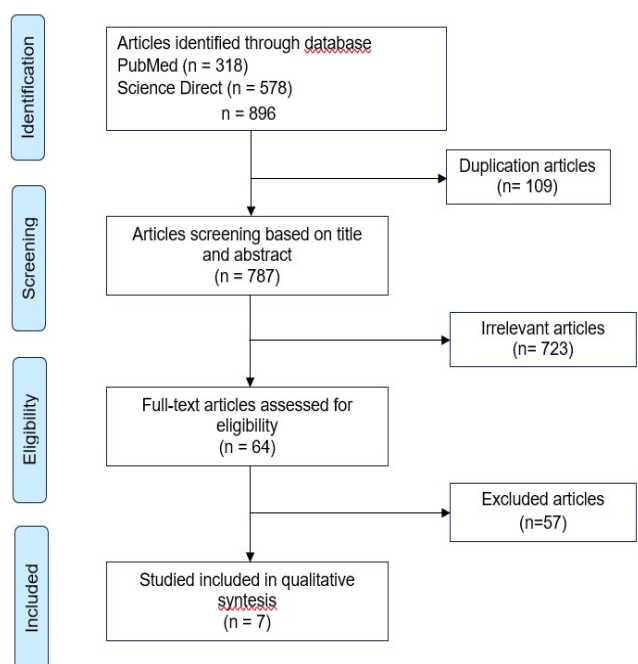 Identification
Articles identified through database
PubMed (n = 318)
Science Direct (n = 578)
n = 896
Duplication articles
(n= 109)
Screening
Articles screening based on title
and abstract
(n = 787)
Irrelevant articles
(n= 723)
Eligibility
Full-text articles assessed for
eligibility
(n = 64)
Excluded articles
(n=57)
Included
Studied included in qualitative
syntesis
(n = 7)